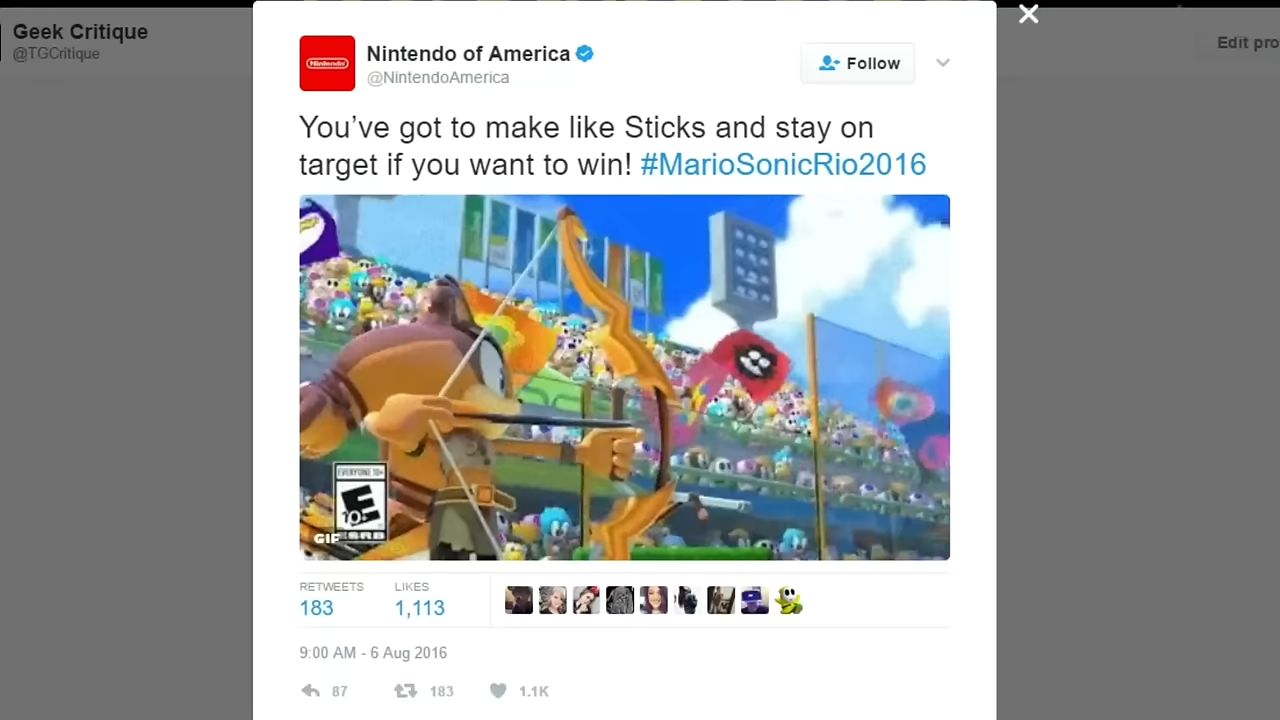 Geek Critique
@TGCritique
Edit pro
Nintendo
Nintendo of America
@NintendoAmerica
Follow
You’ve got to make like Sticks and stay on
target if you want to win! #MarioSonicRio2016
EVERYONE 10+
E
10+
ESRB
GIF
RETWEETS
LIKES
183
1,113
9:00 AM - 6 Aug 2016
87
183
1.1K